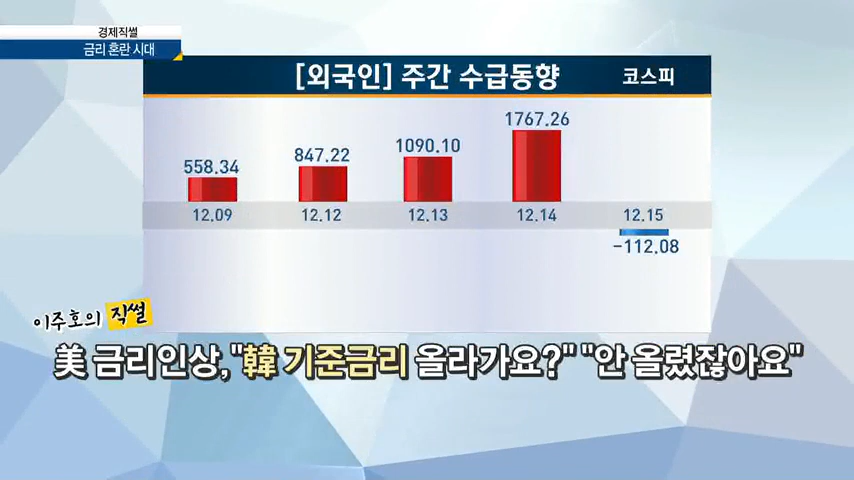 경제직썰
금리 혼란 시대
[외국인] 주간 수급동향 코스피
558.34 847.22 1090.10 1767.26
12.09 12.12 12.13 12.14 12.15
-112.08
이주호의 직썰
美 금리인상,"韓 기준금리 올라가요?" "안 올렸잖아요"